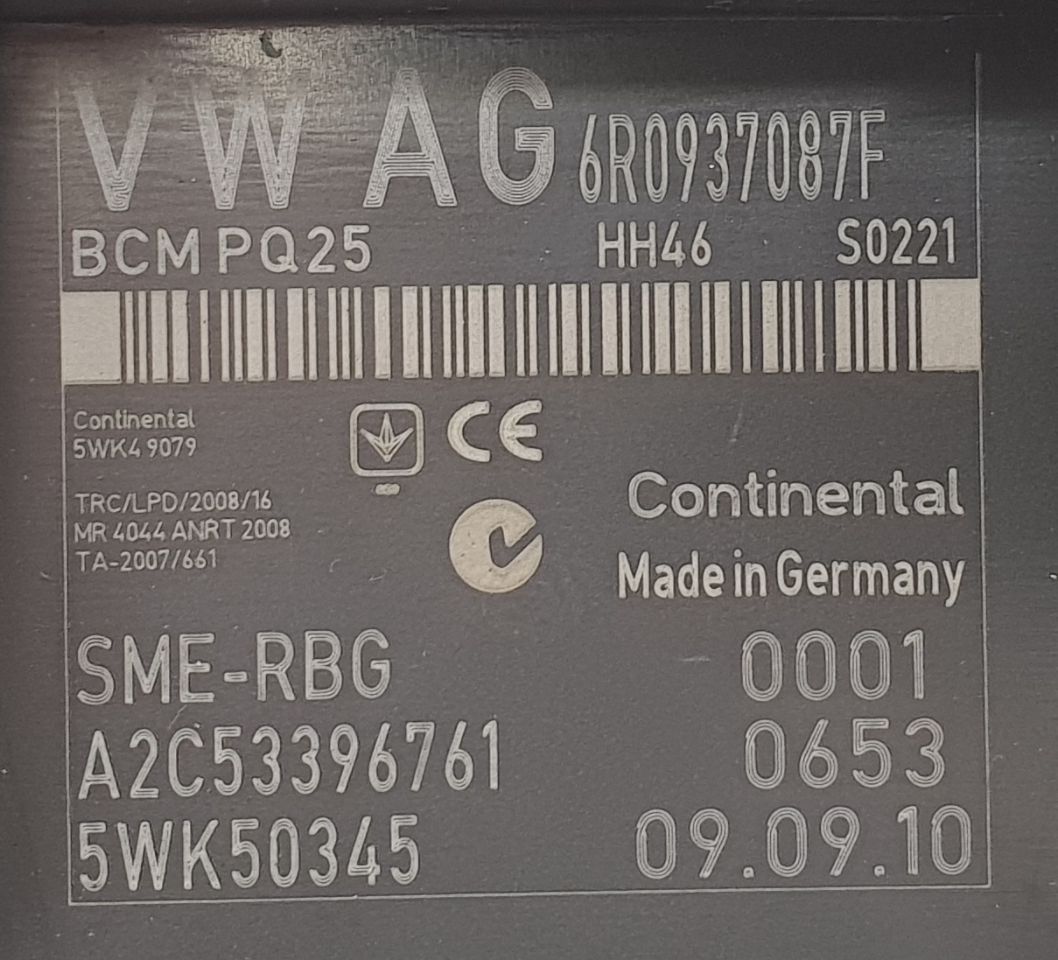 VW AG 6R0937087F
BCM PQ25 HH46 S0221
Continental
5WK4 9079
CE
TRC/LPD/2008/16
MR 4044 ANRT 2008
TA-2007/661
Continental
Made in Germany
SME-RBG 0001
A2C53396761 0653
5WK50345 09.09.10